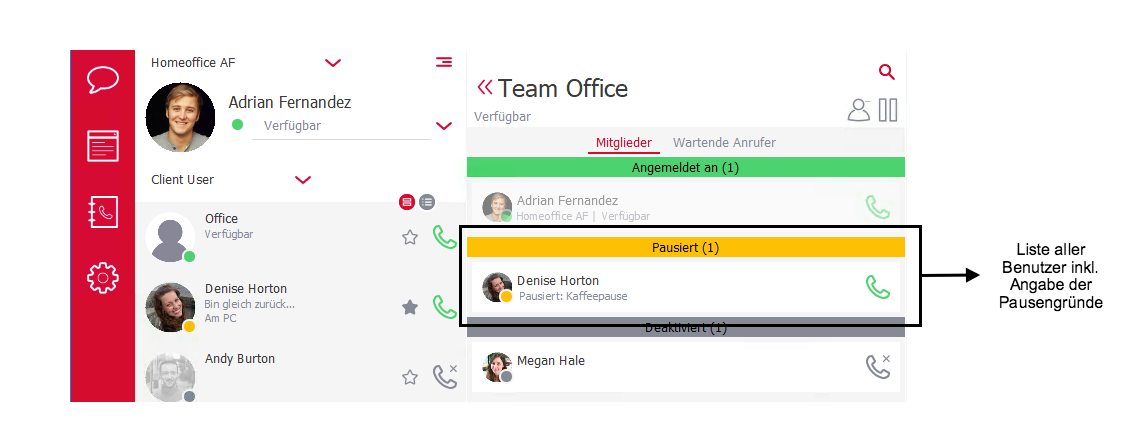 Homeoffice AF
Adrian Fernandez
Verfügbar
Client User
Office
Verfügbar
Denise Horton
Bin gleich zurück...
Am PC
Andy Burton
Team Office
Verfügbar
Mitglieder Wartende Anrufer
Angemeldet an (1)
Adrian Fernandez
Homeoffice AF | Verfügbar
Pausiert (1)
Denise Horton
Pausiert: Kaffeepause
Deaktiviert (1)
Megan Hale
Liste aller
Benutzer inkl.
Angabe der
Pausengründe